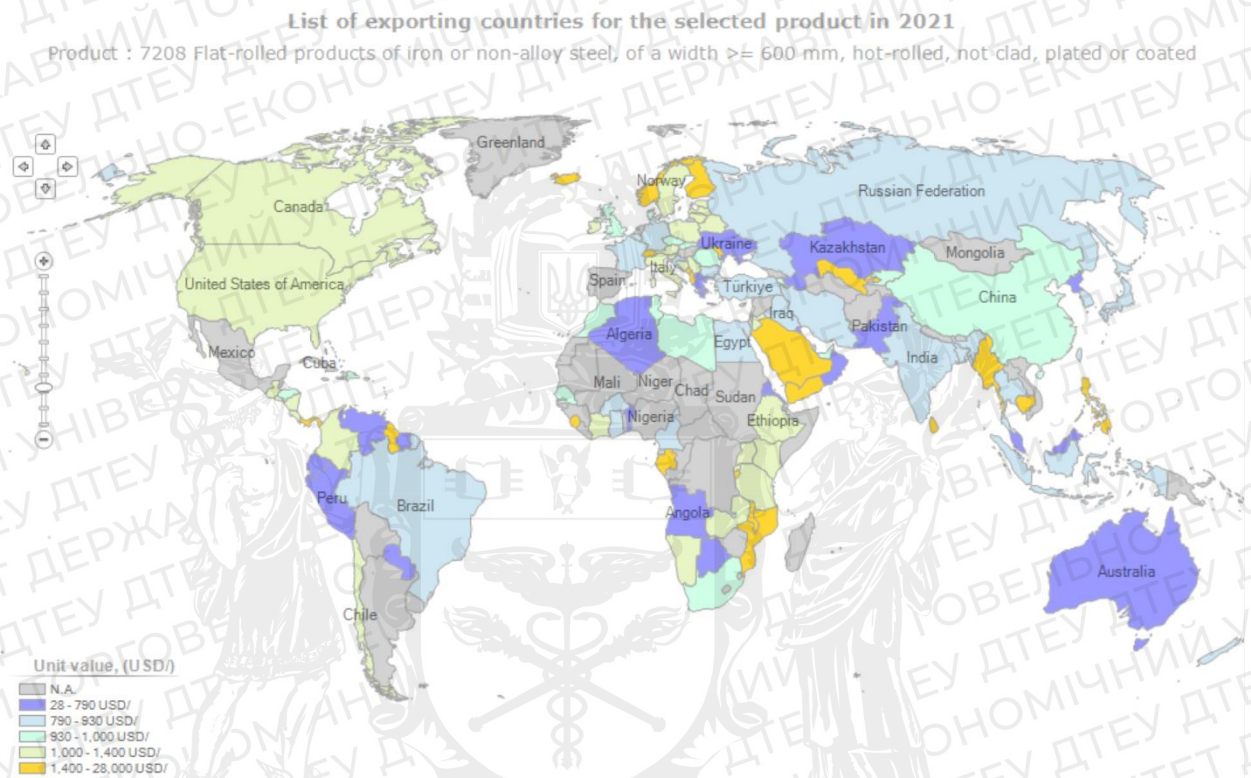 List of exporting countries for the selected product in 2021
Product : 7208 Flat-rolled products of iron or non-alloy steel, of a width >= 600 mm, hot-rolled, not clad, plated or coated
Greenland
Norway
Canada
Russian Federation
Ukraine
Kazakhstan
Mongolia
Italy
United States of America
Spain
Türkiye
China
Iraq
Algeria
Pakistan
Egypt
Mexico
India
Cuba
Mali
Niger
Chad
Sudan
Nigeria
Ethiopia
Peru
Brazil
Angola
Australia
Chile
Unit value, (USD/)
N.A.
28 - 790 USD/
790 - 930 USD/
930 - 1,000 USD/
1,000 - 1,400 USD/
1,400 - 28,000 USD/